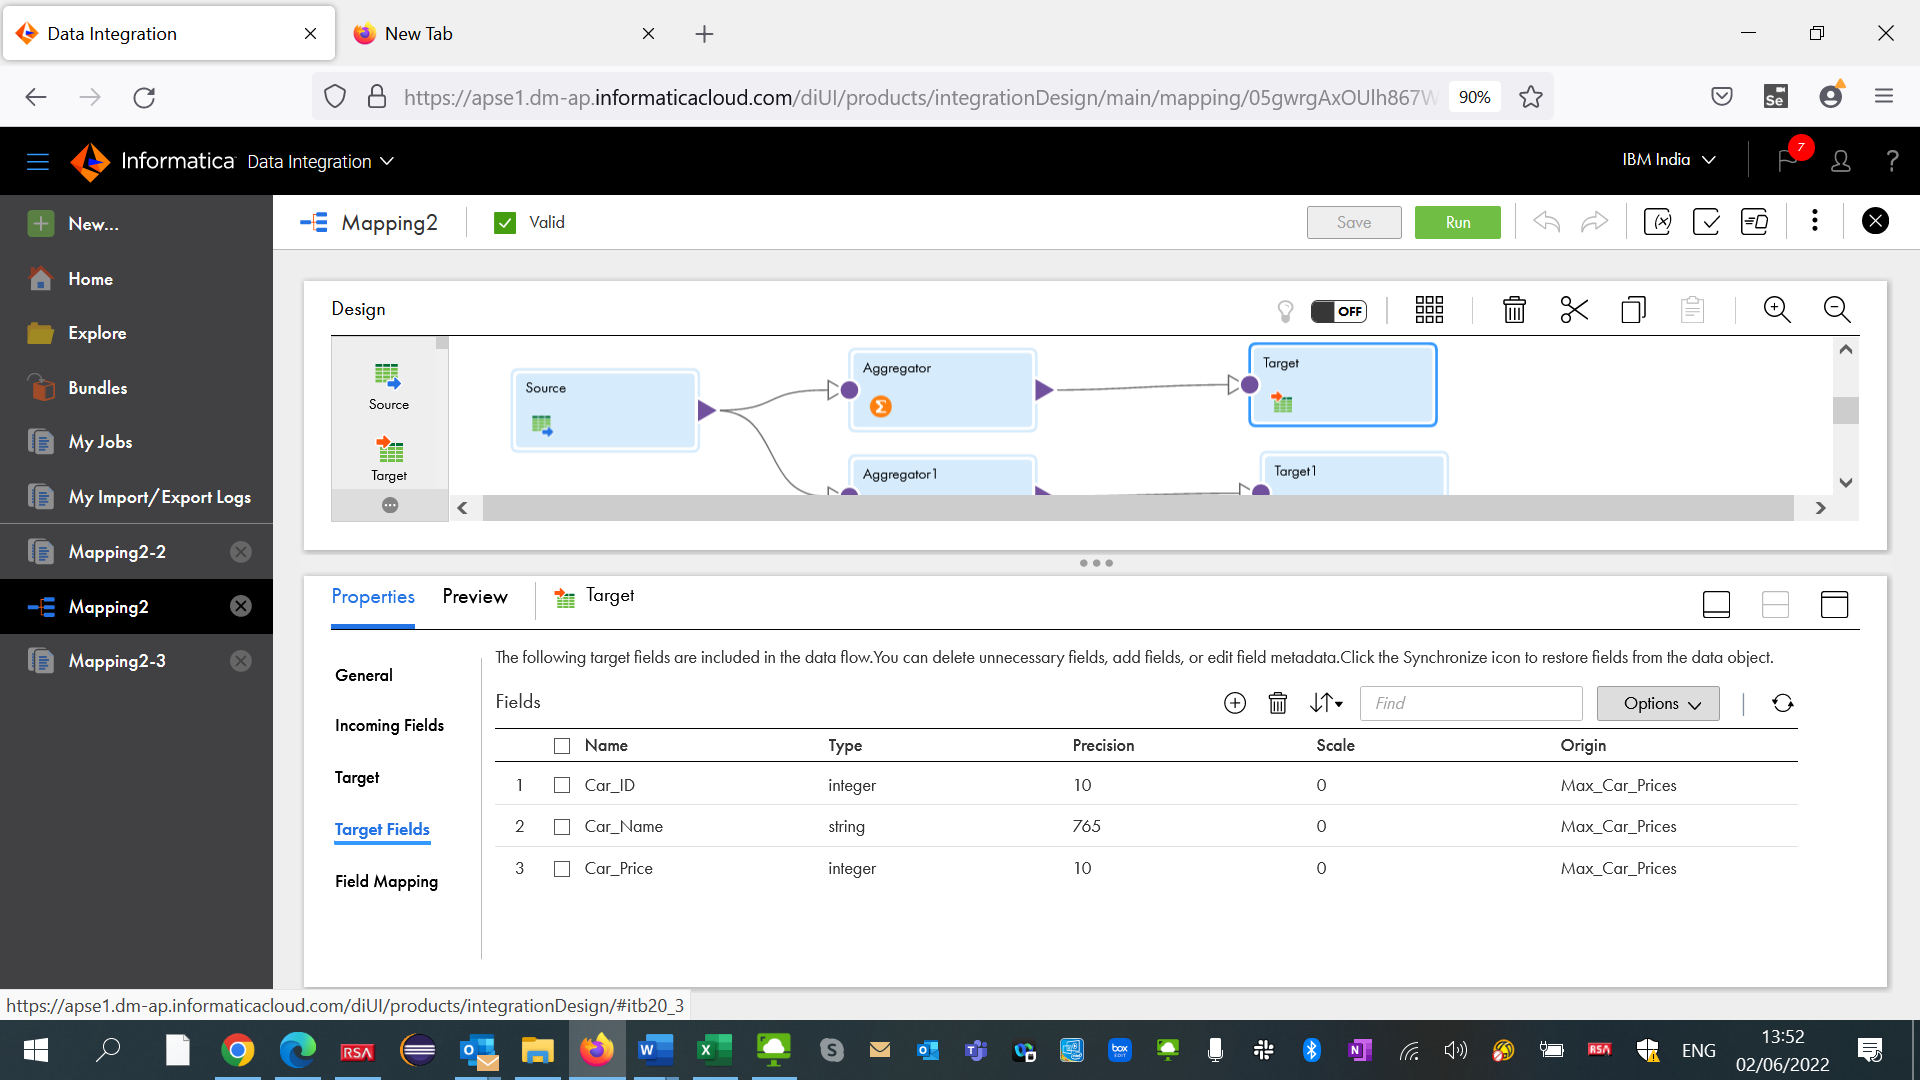 Data Integration
New Tab
https://apse1.dm-ap.informaticacloud.com/diUI/products/integrationDesign/main/mapping/05gwrgAxOUlh867W
90%
Se
Informatica Data Integration
IBM India
7
?
New...
Home
Explore
Bundles
My Jobs
My Import/Export Logs
Mapping2-2
Mapping2
Mapping2-3
Mapping2
Valid
Save
Run
Design
OFF
Source
Target
Source
Aggregator
Target
Aggregator1
Target1
Properties
Preview
Target
General
Incoming Fields
Target
Target Fields
Field Mapping
The following target fields are included in the data flow.You can delete unnecessary fields, add fields, or edit field metadata.Click the Synchronize icon to restore fields from the data object.
Fields
Find
Options
Name Type Precision Scale Origin
1 Car_ID integer 10 0 Max_Car_Prices
2 Car_Name string 765 0 Max_Car_Prices
3 Car_Price integer 10 0 Max_Car_Prices
https://apse1.dm-ap.informaticacloud.com/diUI/products/integrationDesign/#itb20_3
RSA
box
EDIT
RSA
ENG
13:52
02/06/2022